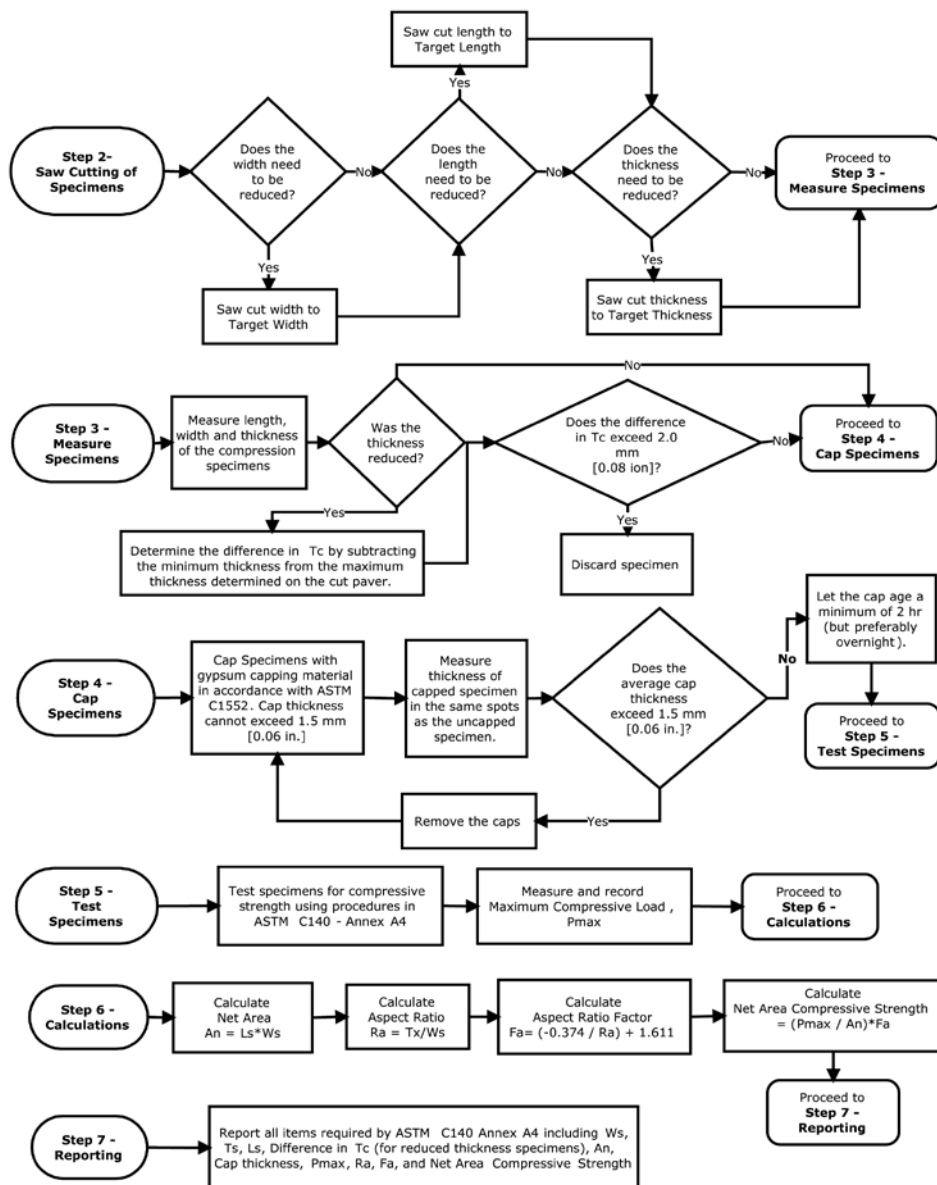 Saw cut length to
Target Length
Yes
Step 2-
Saw Cutting of
Specimens
Does the
width need
to be
reduced?
No
Does the
length
need to be
reduced?
No
Does the
thickness
need to be
reduced?
No
Proceed to
Step 3 -
Measure Specimens
Yes
Saw cut width to
Target Width
Yes
Saw cut thickness
to Target Thickness
No
Step 3 -
Measure
Specimens
Measure length,
width and thickness
of the compression
specimens
Was the
thickness
reduced?
Does the difference
in Tc exceed 2.0
mm
[0.08 ion]?
No
Proceed to
Step 4 -
Cap Specimens
Yes
Determine the difference in Tc by subtracting
the minimum thickness from the maximum
thickness determined on the cut paver.
Yes
Discard specimen
Let the cap age a
minimum of 2 hr
(but preferably
overnight).
Step 4 -
Cap
Specimens
Cap Specimens with
gypsum capping material
in accordance with ASTM
C1552. Cap thickness
cannot exceed 1.5 mm
[0.06 in.]
Measure
thickness of
capped specimen
in the same spots
as the uncapped
specimen.
Does the
average cap
thickness
exceed 1.5 mm
[0.06 in.]?
No
Proceed to
Step 5 -
Test Specimens
Remove the caps
Yes
Step 5 -
Test
Specimens
Test specimens for compressive
strength using procedures in
ASTM C140 - Annex A4
Measure and record
Maximum Compressive Load ,
Pmax
Proceed to
Step 6 -
Calculations
Step 6 -
Calculations
Calculate
Net Area
An = Ls*Ws
Calculate
Aspect Ratio
Ra = Tx/Ws
Calculate
Aspect Ratio Factor
Fa= (-0.374 / Ra) + 1.611
Calculate
Net Area Compressive Strength
= (Pmax / An)*Fa
Proceed to
Step 7 -
Reporting
Step 7 -
Reporting
Report all items required by ASTM C140 Annex A4 including Ws,
Ts, Ls, Difference in Tc (for reduced thickness specimens), An,
Cap thickness, Pmax, Ra, Fa, and Net Area Compressive Strength